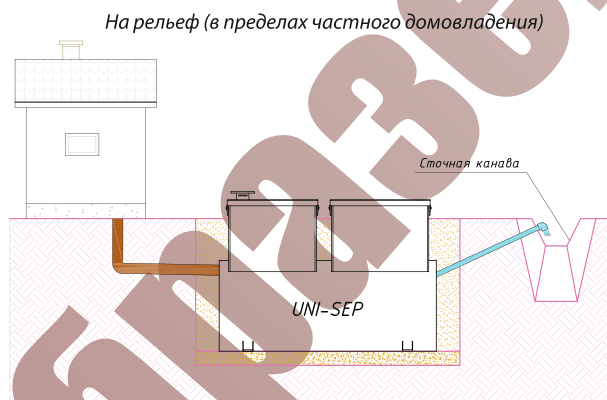 На рельеф (в пределах частного домовладения)
Сточная канава
UNI-SEP